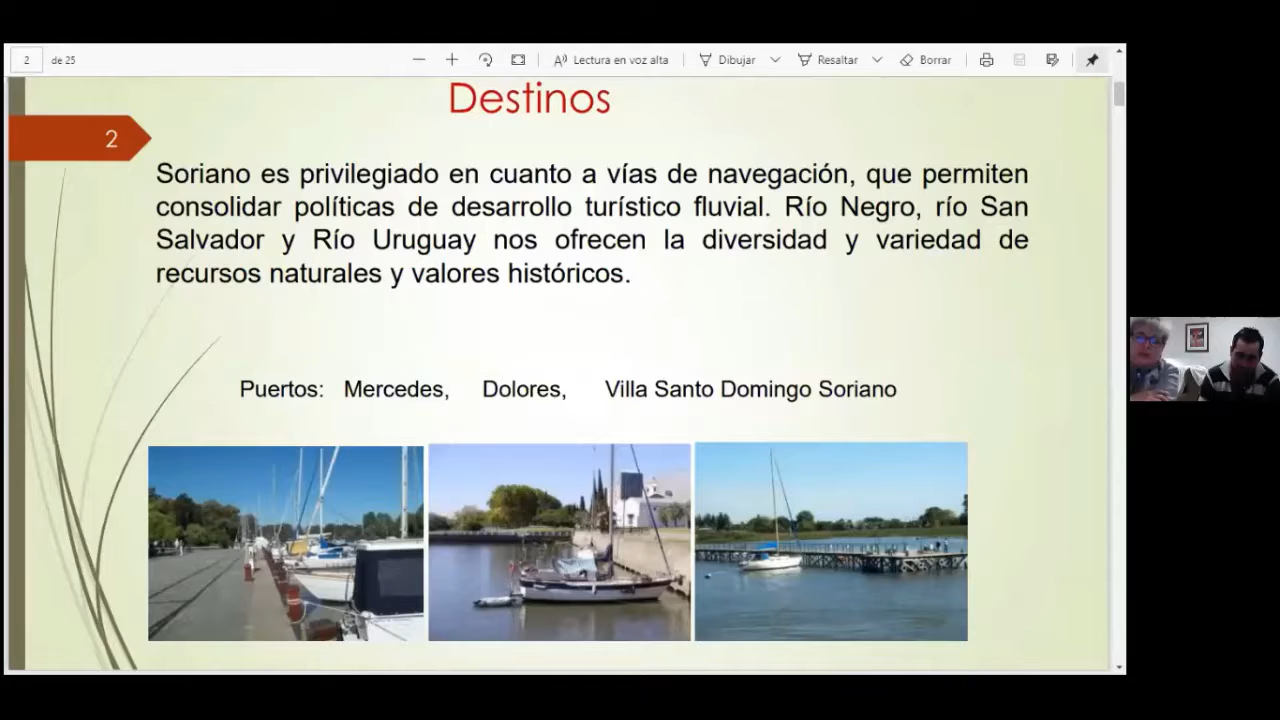 2 de 25 Lectura en voz alta Dibujar Resaltar Borrar
Destinos
2
Soriano es privilegiado en cuanto a vías de navegación, que permiten
consolidar políticas de desarrollo turístico fluvial. Río Negro, río San
Salvador y Río Uruguay nos ofrecen la diversidad y variedad de
recursos naturales y valores históricos.
Puertos: Mercedes, Dolores, Villa Santo Domingo Soriano